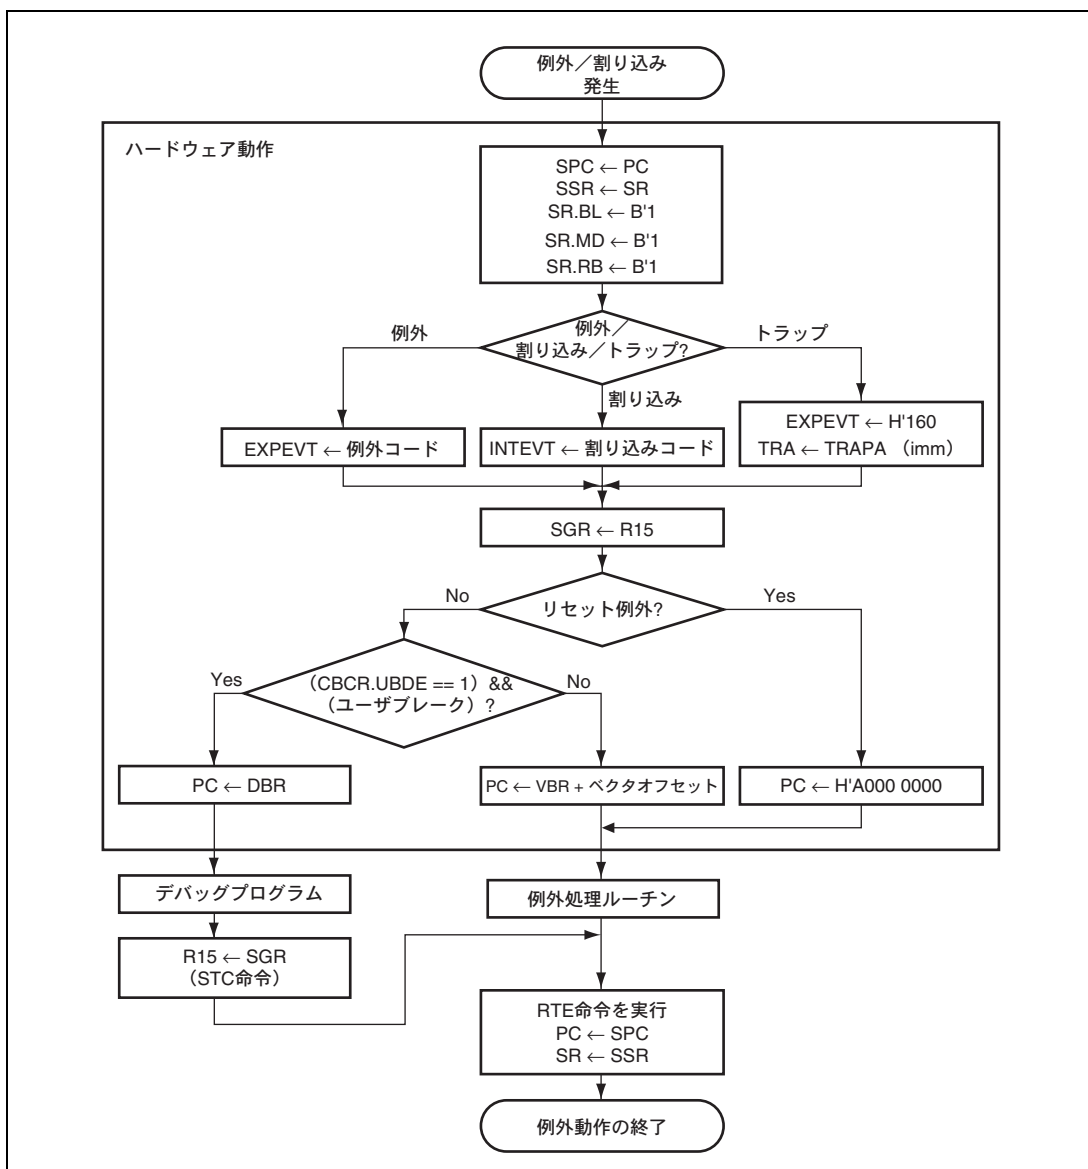 例外／割り込み
発生
ハードウェア動作
SPC ← PC
SSR ← SR
SR.BL ← B'1
SR.MD ← B'1
SR.RB ← B'1
例外／
割り込み／トラップ?
例外
トラップ
割り込み
EXPEVT ← 例外コード
INTEVT ← 割り込みコード
EXPEVT ← H'160
TRA ← TRAPA （imm）
SGR ← R15
リセット例外?
No
Yes
（CBCR.UBDE == 1）&&
（ユーザブレーク）?
Yes
No
PC ← DBR
PC ← VBR + ベクタオフセット
PC ← H'A000 0000
デバッグプログラム
例外処理ルーチン
R15 ← SGR
（STC命令）
RTE命令を実行
PC ← SPC
SR ← SSR
例外動作の終了